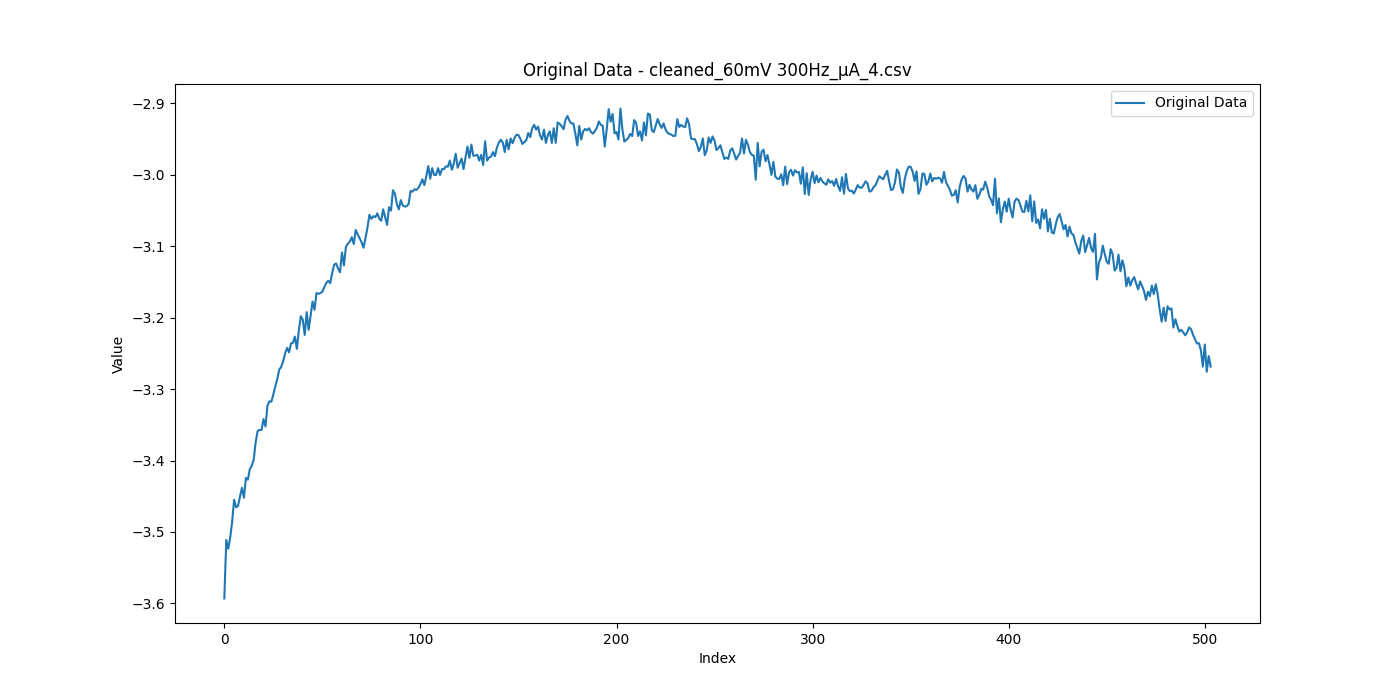 Original Data - cleaned_60mV 300Hz_μA_4.csv
Original Data
−2.9
−3.0
−3.1
−3.2
−3.3
−3.4
−3.5
−3.6
Value
0 100 200 300 400 500
Index